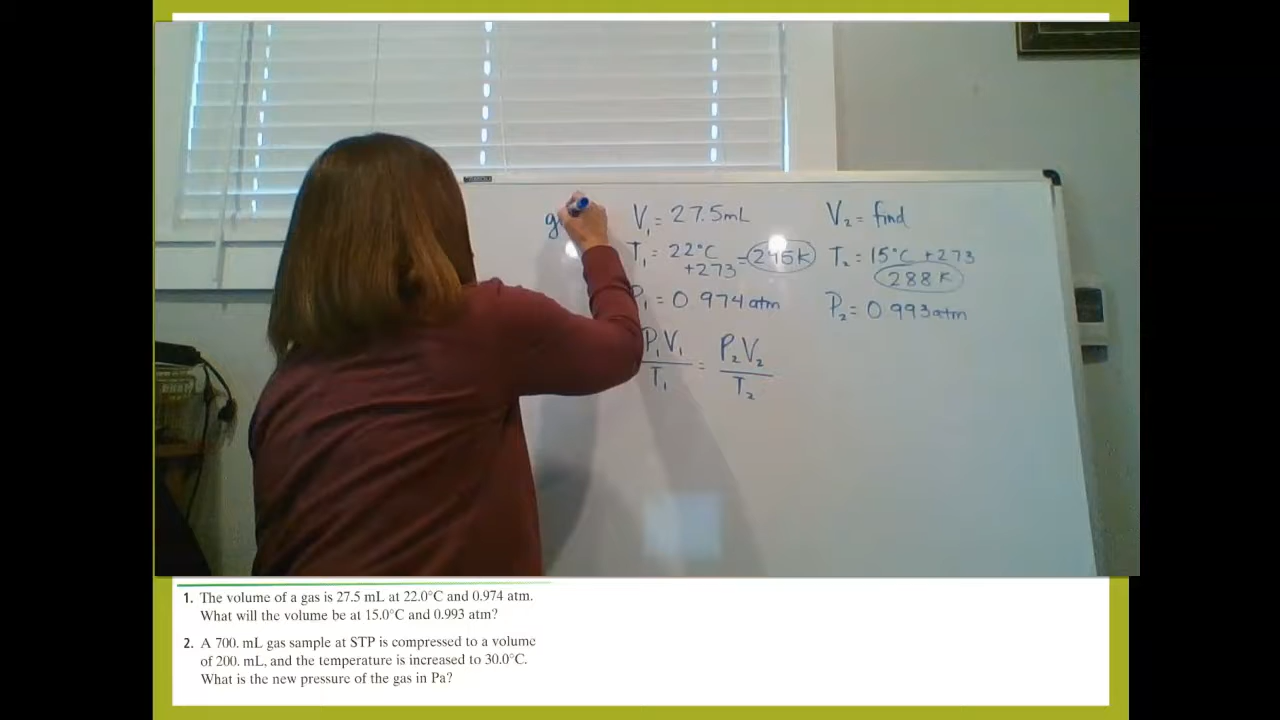 V₁ = 27.5mL
V₂ = find
T₁ = 22°C
+273
T₂ = 15°C +273
288 K
P₁ = 0.974 atm
P₂ = 0.993 atm
P₁V₁ = P₂V₂
T₁ T₂
1. The volume of a gas is 27.5 mL at 22.0°C and 0.974 atm.
What will the volume be at 15.0°C and 0.993 atm?
2. A 700. mL gas sample at STP is compressed to a volume
of 200. mL, and the temperature is increased to 30.0°C.
What is the new pressure of the gas in Pa?